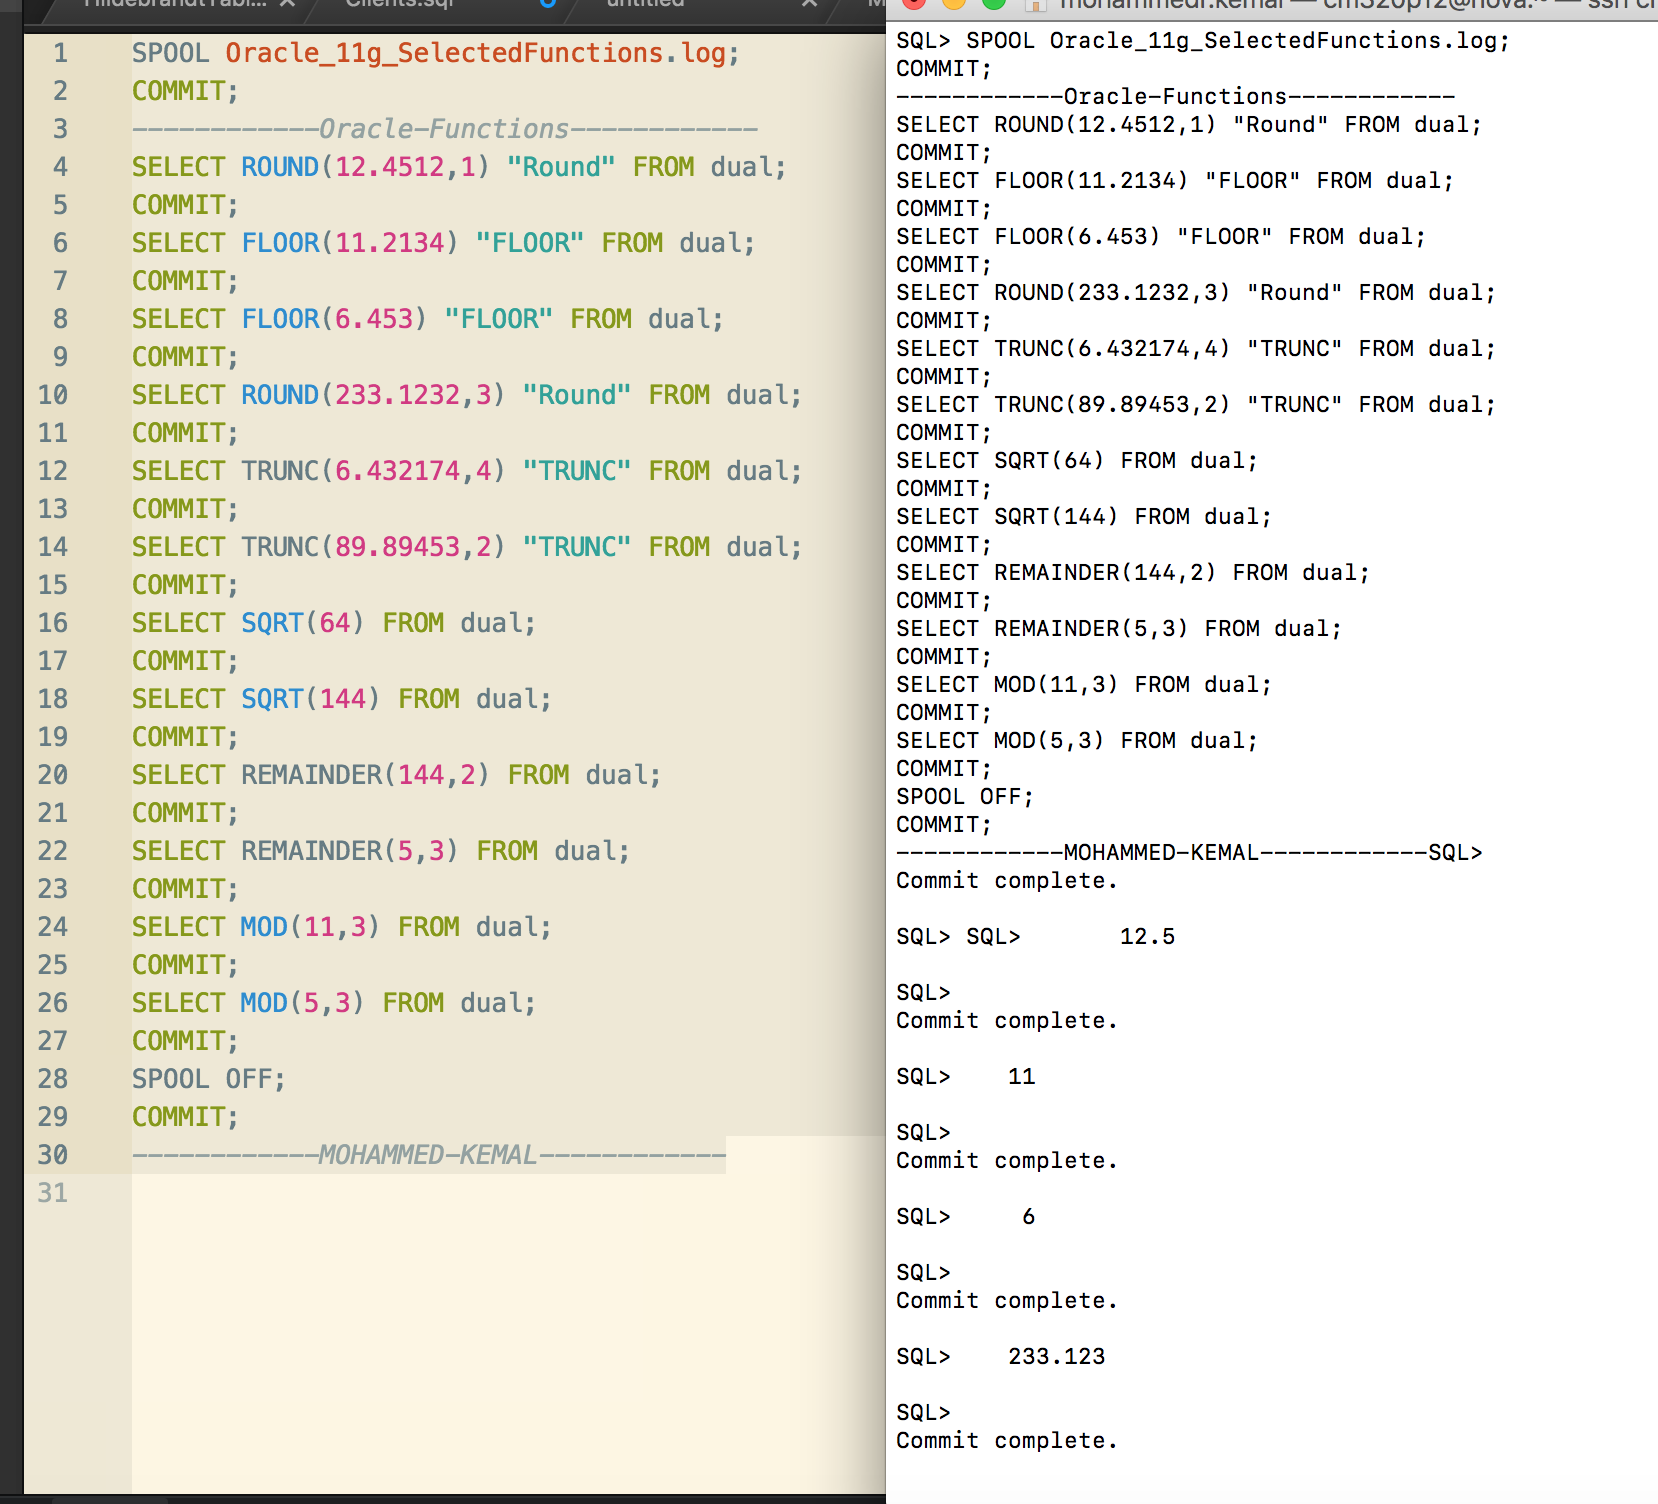 Clients.sql
untitled
1 SPOOL Oracle_11g_SelectedFunctions.log;
2 COMMIT;
3 ------------Oracle-Functions------------
4 SELECT ROUND(12.4512,1) "Round" FROM dual;
5 COMMIT;
6 SELECT FLOOR(11.2134) "FLOOR" FROM dual;
7 COMMIT;
8 SELECT FLOOR(6.453) "FLOOR" FROM dual;
9 COMMIT;
10 SELECT ROUND(233.1232,3) "Round" FROM dual;
11 COMMIT;
12 SELECT TRUNC(6.432174,4) "TRUNC" FROM dual;
13 COMMIT;
14 SELECT TRUNC(89.89453,2) "TRUNC" FROM dual;
15 COMMIT;
16 SELECT SQRT(64) FROM dual;
17 COMMIT;
18 SELECT SQRT(144) FROM dual;
19 COMMIT;
20 SELECT REMAINDER(144,2) FROM dual;
21 COMMIT;
22 SELECT REMAINDER(5,3) FROM dual;
23 COMMIT;
24 SELECT MOD(11,3) FROM dual;
25 COMMIT;
26 SELECT MOD(5,3) FROM dual;
27 COMMIT;
28 SPOOL OFF;
29 COMMIT;
30 ------------MOHAMMED-KEMAL------------
31
SQL> SPOOL Oracle_11g_SelectedFunctions.log;
COMMIT;
------------Oracle-Functions------------
SELECT ROUND(12.4512,1) "Round" FROM dual;
COMMIT;
SELECT FLOOR(11.2134) "FLOOR" FROM dual;
COMMIT;
SELECT FLOOR(6.453) "FLOOR" FROM dual;
COMMIT;
SELECT ROUND(233.1232,3) "Round" FROM dual;
COMMIT;
SELECT TRUNC(6.432174,4) "TRUNC" FROM dual;
COMMIT;
SELECT TRUNC(89.89453,2) "TRUNC" FROM dual;
COMMIT;
SELECT SQRT(64) FROM dual;
COMMIT;
SELECT SQRT(144) FROM dual;
COMMIT;
SELECT REMAINDER(144,2) FROM dual;
COMMIT;
SELECT REMAINDER(5,3) FROM dual;
COMMIT;
SELECT MOD(11,3) FROM dual;
COMMIT;
SELECT MOD(5,3) FROM dual;
COMMIT;
SPOOL OFF;
COMMIT;
------------MOHAMMED-KEMAL------------SQL>
Commit complete.
SQL> SQL> 12.5
SQL>
Commit complete.
SQL> 11
SQL>
Commit complete.
SQL> 6
SQL>
Commit complete.
SQL> 233.123
SQL>
Commit complete.